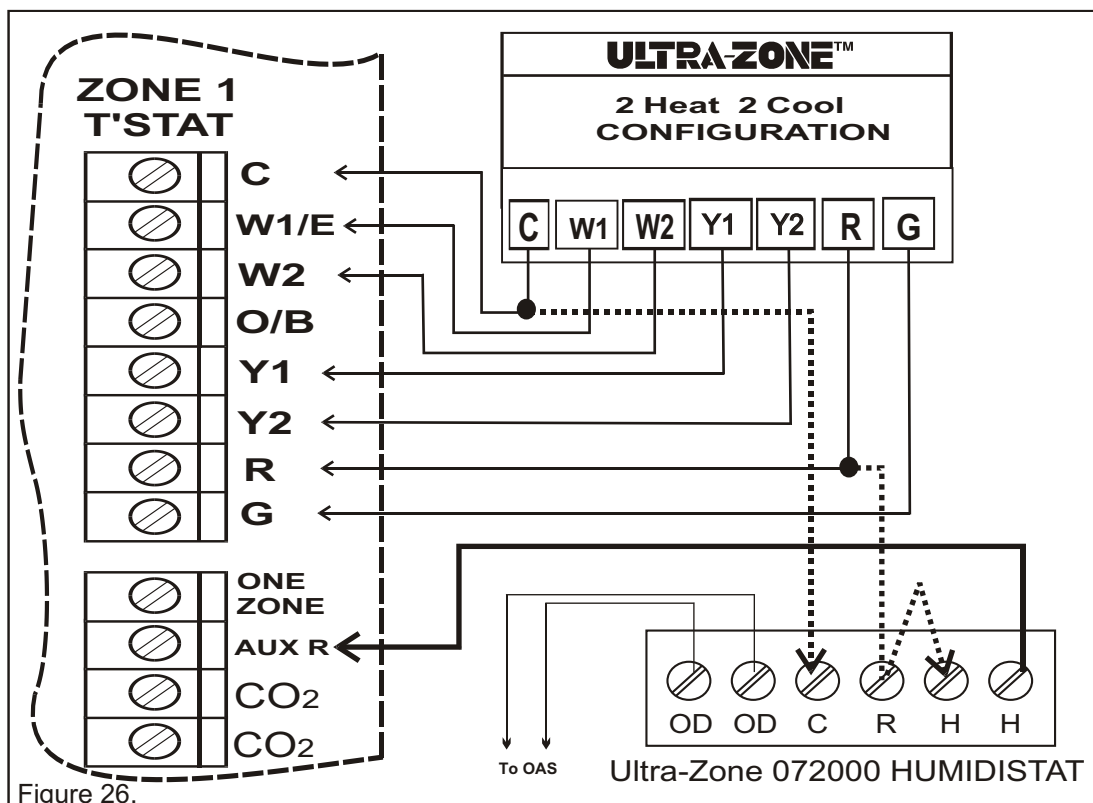 ZONE 1
T'STAT
C
W1/E
W2
O/B
Y1
Y2
R
G
ONE
ZONE
AUX R
CO2
CO2
ULTRA-ZONE™
2 Heat 2 Cool
CONFIGURATION
C W1 W2 Y1 Y2 R G
OD OD C R H H
To OAS
Ultra-Zone 072000 HUMIDISTAT
Figure 26.